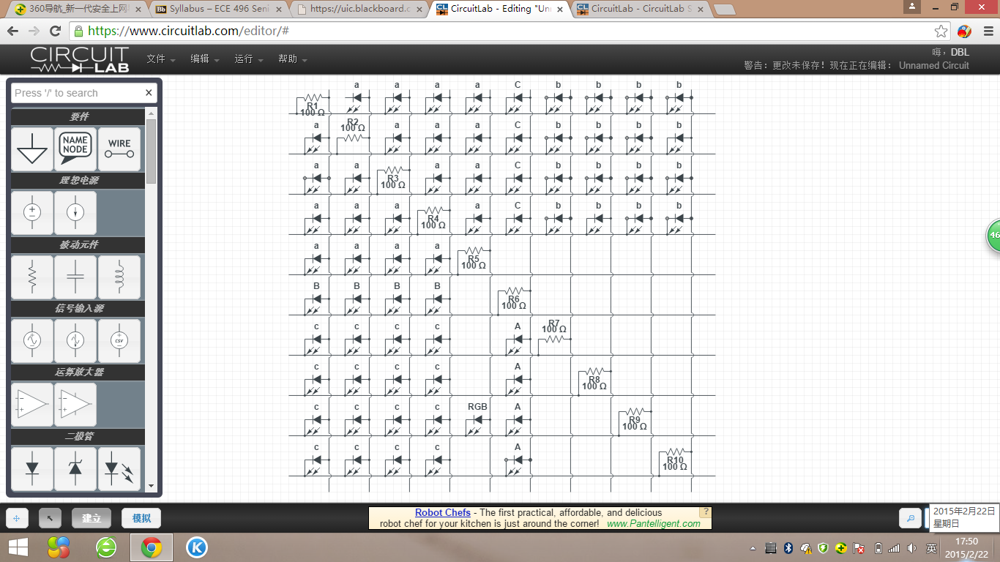 360导航_新一代安全上网
Syllabus – ECE 496 Seni
https://uic.blackboard.c
CircuitLab - Editing "Unn
CircuitLab - CircuitLab S
https://www.circuitlab.com/editor/#
CIRCUIT LAB
文件 编辑 运行 帮助
嗨，DBL
警告：更改未保存！现在正在编辑： Unnamed Circuit
Press '/' to search
要件
NAME NODE
WIRE
理想电源
被动元件
信号输入源
csv
运算放大器
二极管
a a a a C b b b b
R1
100 Ω
R2
100 Ω
a a a a C b b b b
a a a a C b b b b
R3
100 Ω
a a a a C b b b b
R4
100 Ω
a a a a
R5
100 Ω
B B B B
R6
100 Ω
R7
100 Ω
c c c c A
c c c c A
R8
100 Ω
c c c c RGB A
R9
100 Ω
c c c c A
R10
100 Ω
46
建立
模拟
Robot Chefs - The first practical, affordable, and delicious
robot chef for your kitchen is just around the corner! www.Pantelligent.com
?
2015年2月22日
星期日
英
17:50
2015/2/22